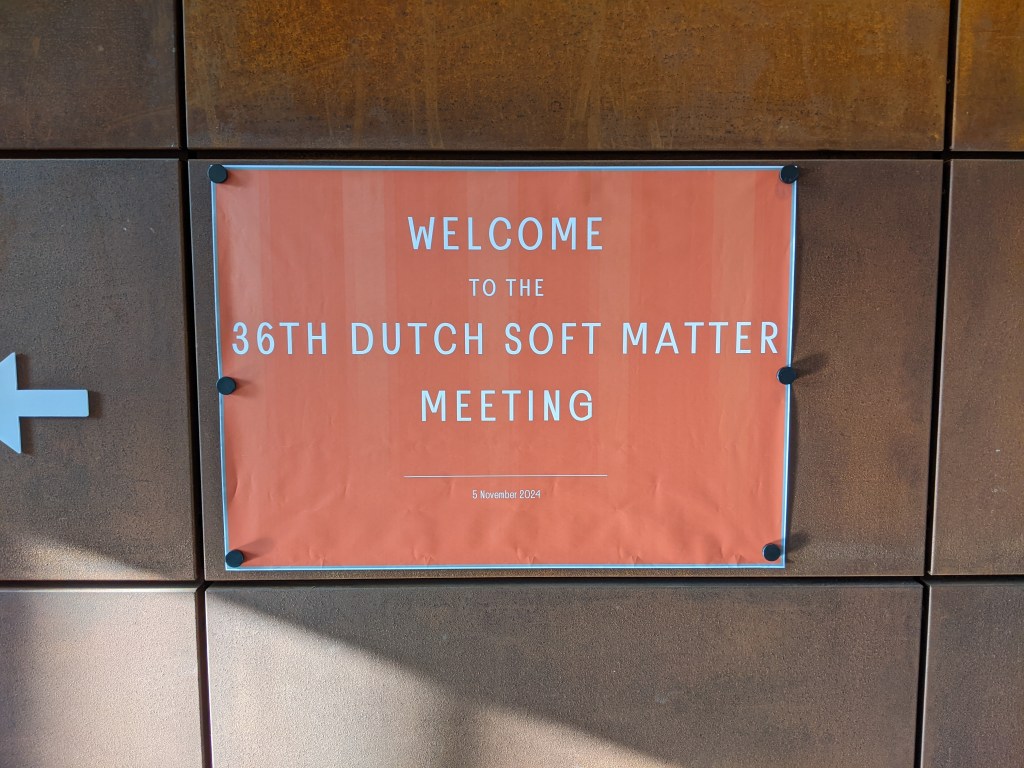 WELCOME
TO THE
36TH DUTCH SOFT MATTER
MEETING
5 November 2024